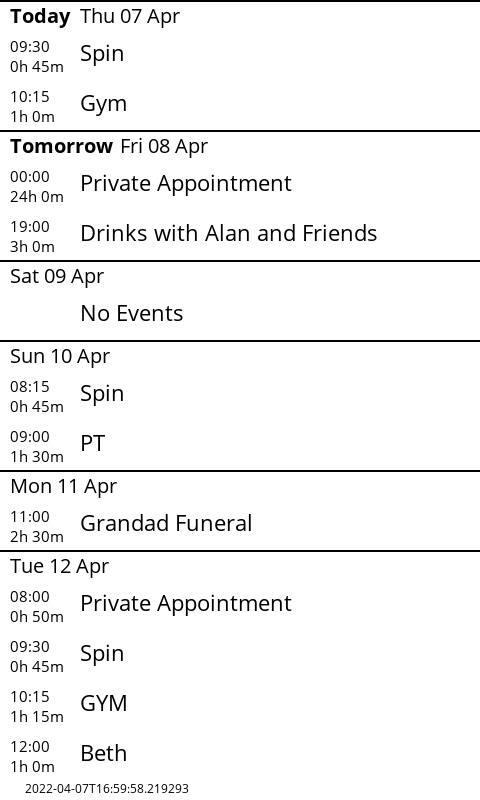 Today Thu 07 Apr
09:30
0h 45m
Spin
10:15
1h 0m
Gym
Tomorrow Fri 08 Apr
00:00
24h 0m
Private Appointment
19:00
3h 0m
Drinks with Alan and Friends
Sat 09 Apr
No Events
Sun 10 Apr
08:15
0h 45m
Spin
09:00
1h 30m
PT
Mon 11 Apr
11:00
2h 30m
Grandad Funeral
Tue 12 Apr
08:00
0h 50m
Private Appointment
09:30
0h 45m
Spin
10:15
1h 15m
GYM
12:00
1h 0m
Beth
2022-04-07T16:59:58.219293